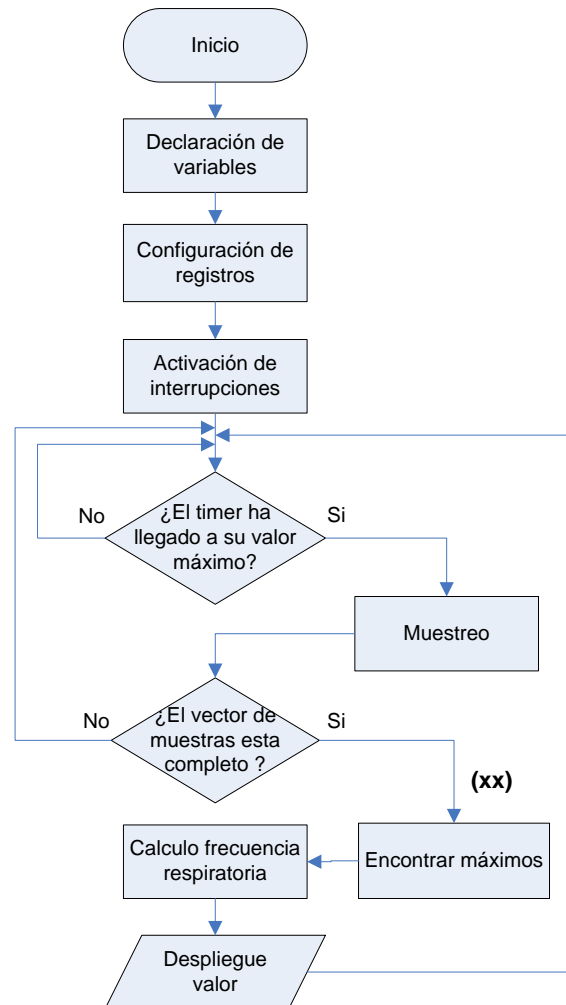 Inicio
Declaración de
variables
Configuración de
registros
Activación de
interrupciones
¿El timer ha
llegado a su valor
máximo?
No
Si
Muestreo
¿El vector de
muestras esta
completo ?
No
Si
(xx)
Encontrar máximos
Calculo frecuencia
respiratoria
Despliegue
valor